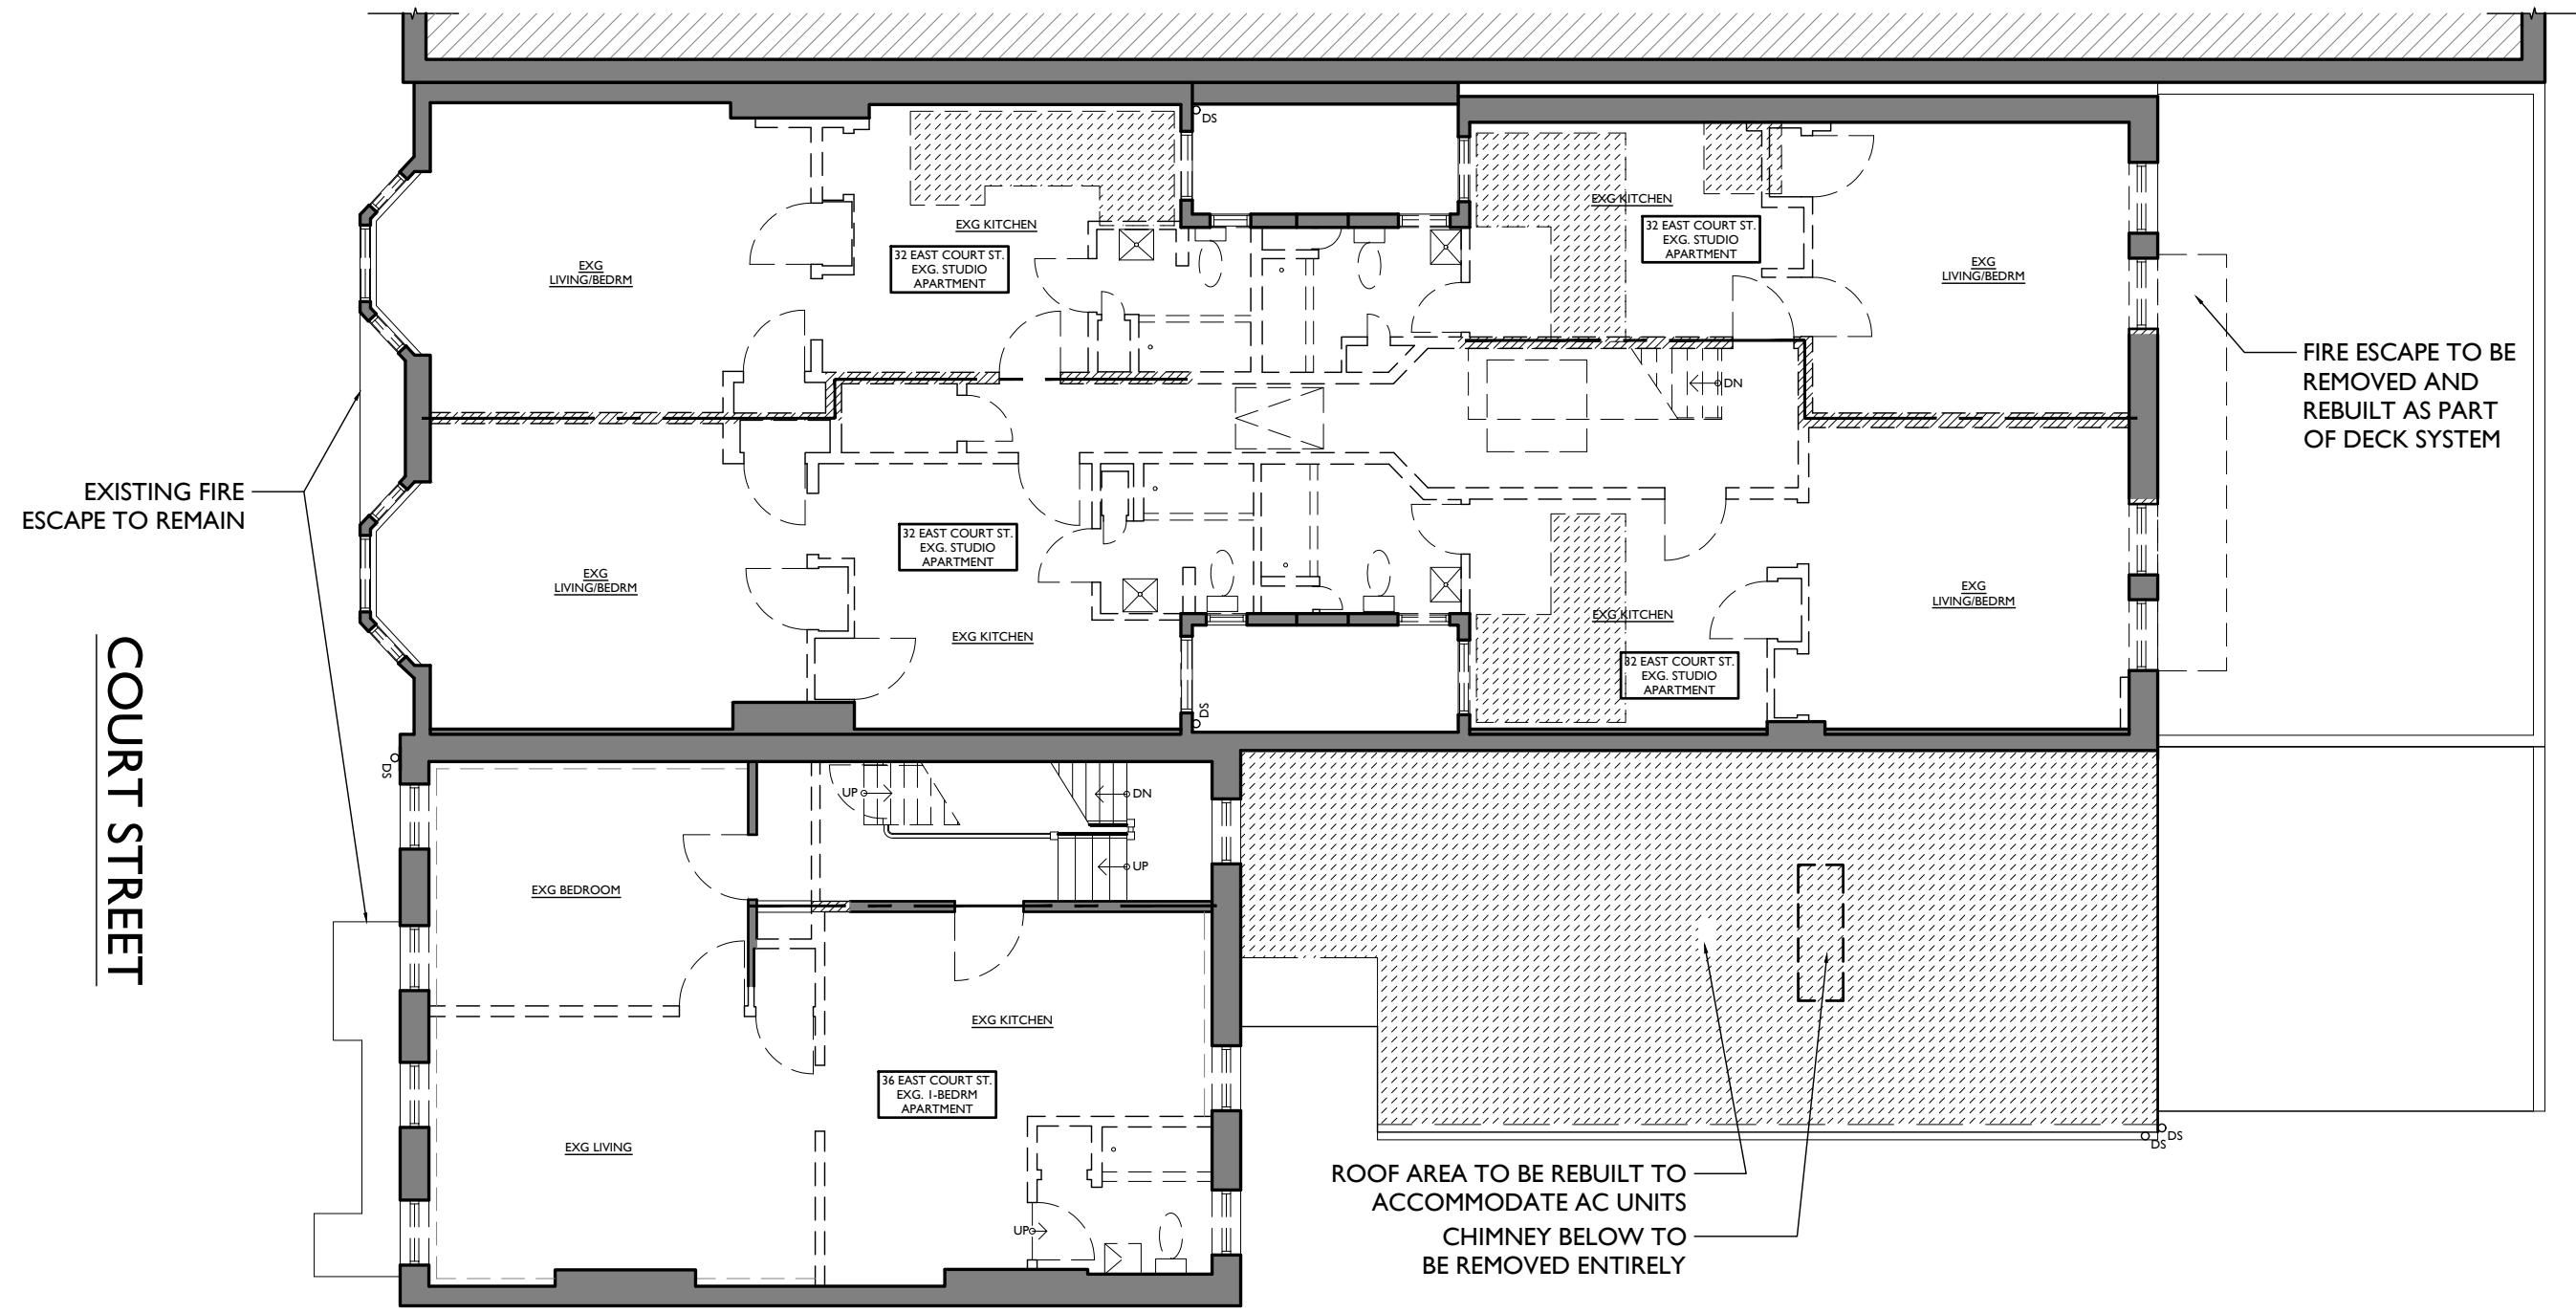 DS
EXG KITCHEN
32 EAST COURT ST.
EXG. STUDIO
APARTMENT
EXG
LIVING/BEDRM
EXG KITCHEN
32 EAST COURT ST.
EXG. STUDIO
APARTMENT
EXG
LIVING/BEDRM
FIRE ESCAPE TO BE
REMOVED AND
REBUILT AS PART
OF DECK SYSTEM
DN
EXISTING FIRE
ESCAPE TO REMAIN
32 EAST COURT ST.
EXG. STUDIO
APARTMENT
EXG
LIVING/BEDRM
EXG KITCHEN
EXG
LIVING/BEDRM
EXG KITCHEN
32 EAST COURT ST.
EXG. STUDIO
APARTMENT
DS
COURT STREET
DS
UP
DN
UP
EXG BEDROOM
EXG KITCHEN
36 EAST COURT ST.
EXG. 1-BEDRM
APARTMENT
EXG LIVING
UP
DS
DS
ROOF AREA TO BE REBUILT TO
ACCOMMODATE AC UNITS
CHIMNEY BELOW TO
BE REMOVED ENTIRELY